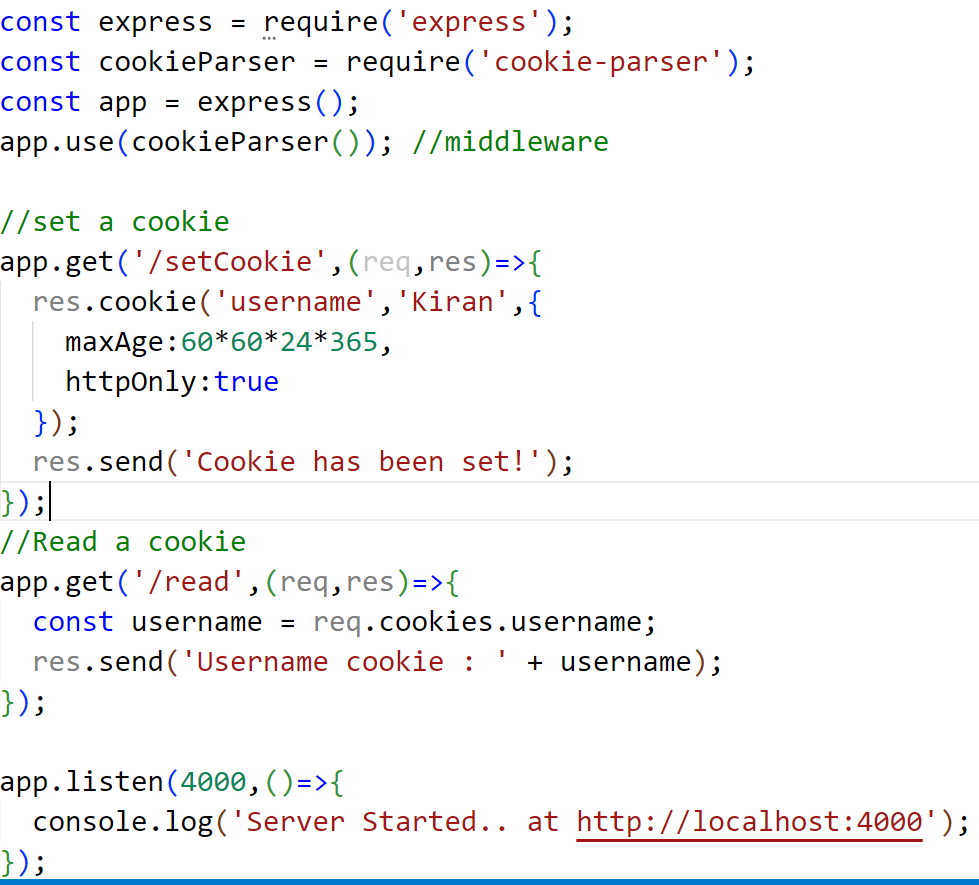 const express = require('express');
const cookieParser = require('cookie-parser');
const app = express();
app.use(cookieParser()); //middleware

//set a cookie
app.get('/setCookie',(req,res)=>{
  res.cookie('username','Kiran',{
    maxAge:60*60*24*365,
    httpOnly:true
  });
  res.send('Cookie has been set!');
});
//Read a cookie
app.get('/read',(req,res)=>{
  const username = req.cookies.username;
  res.send('Username cookie : ' + username);
});

app.listen(4000,()=>{
  console.log('Server Started.. at http://localhost:4000');
});